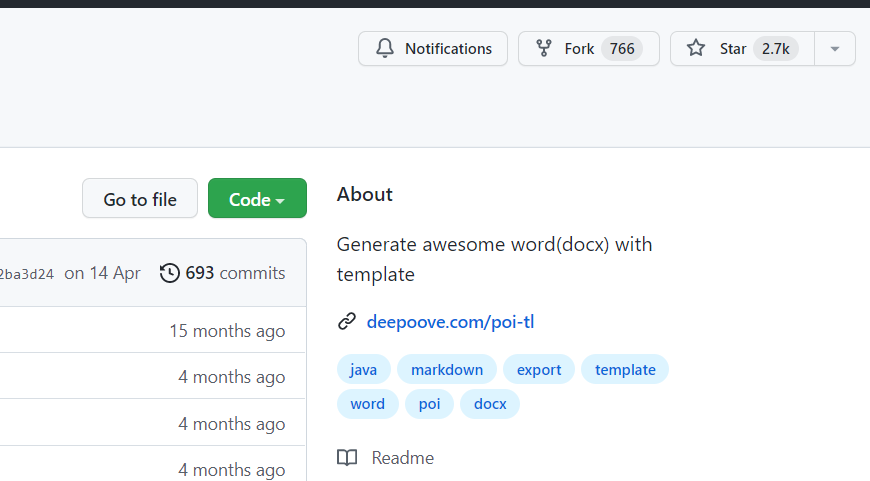 Notifications Fork 766 Star 2.7k
Go to file Code
About
Generate awesome word(docx) with
template
2ba3d24 on 14 Apr 693 commits
deepoove.com/poi-tl
15 months ago
java markdown export template
4 months ago
word poi docx
4 months ago
Readme
4 months ago